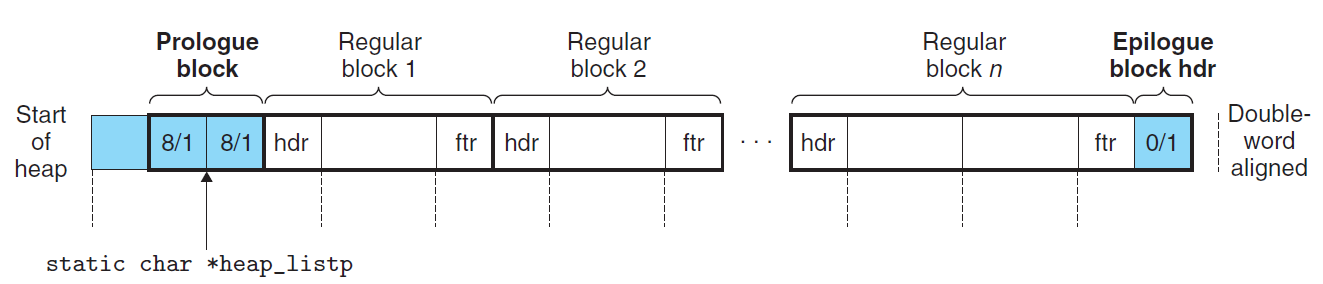 Prologue
block
Regular
block 1
Regular
block 2
Regular
block n
Epilogue
block hdr
Start
of
heap
8/1
8/1
hdr
ftr
hdr
ftr
. . .
hdr
ftr
0/1
Double-
word
aligned
static char *heap_listp